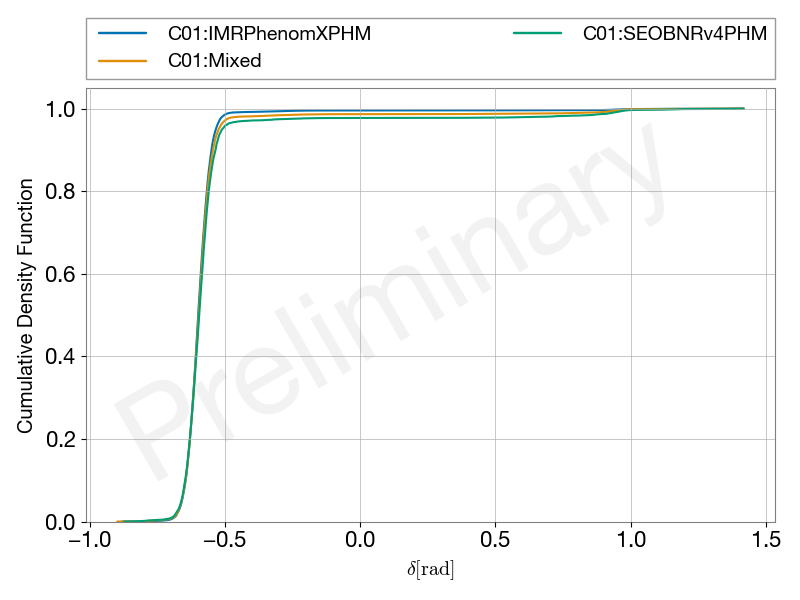 C01:IMRPhenomXPHM
C01:SEOBNRv4PHM
C01:Mixed
Cumulative Density Function
1.0
0.8
0.6
0.4
0.2
0.0
Preliminary
−1.0
−0.5
0.0
0.5
1.0
1.5
δ[rad]